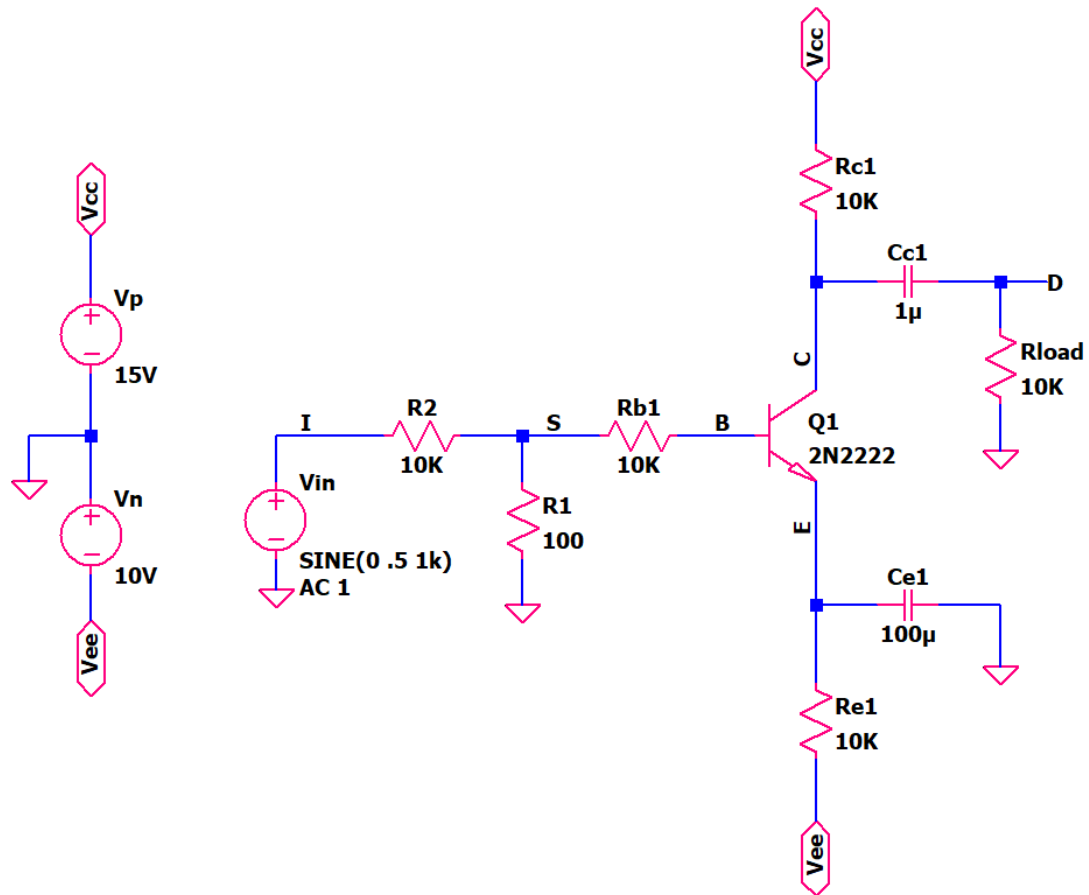 Vcc
Vcc
Rc1
10K
Vp
15V
Cc1
1µ
D
Rload
10K
C
I
R2
10K
S
Rb1
10K
B
Q1
2N2222
Vin
SINE(0 .5 1k)
AC 1
R1
100
Vn
10V
E
Ce1
100µ
Vee
Re1
10K
Vee